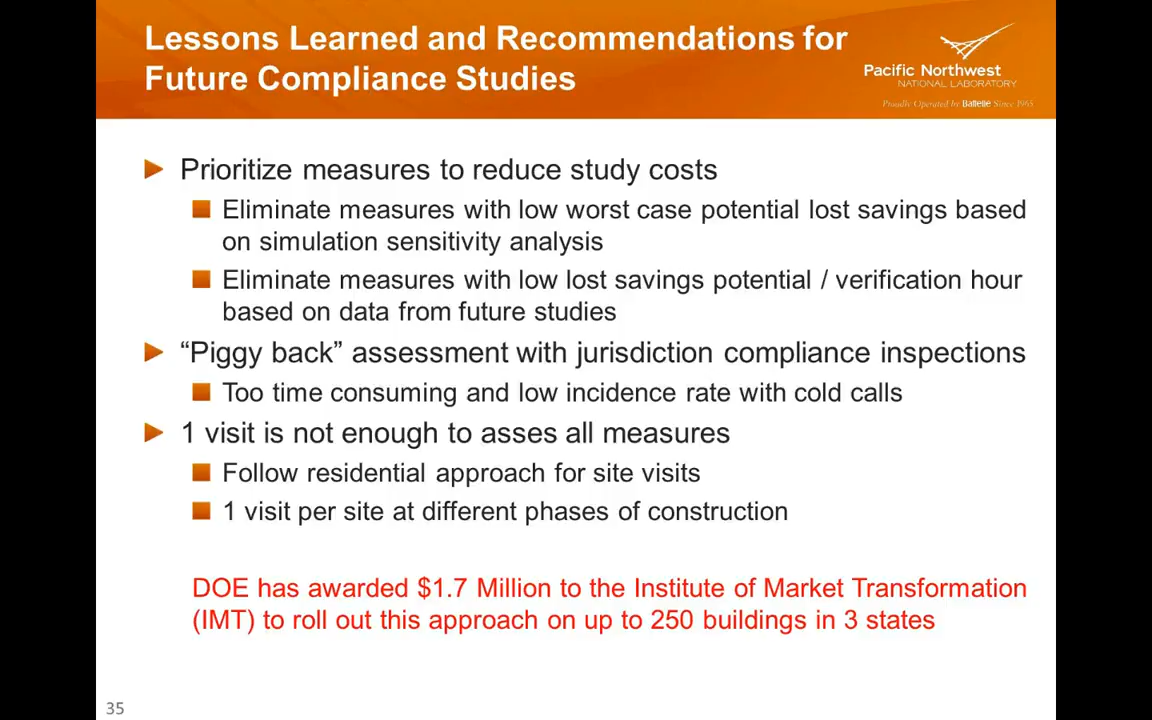 Lessons Learned and Recommendations for
Future Compliance Studies
Pacific Northwest
NATIONAL LABORATORY
Proudly Operated by Battelle Since 1965
Prioritize measures to reduce study costs
Eliminate measures with low worst case potential lost savings based
on simulation sensitivity analysis
Eliminate measures with low lost savings potential / verification hour
based on data from future studies
“Piggy back” assessment with jurisdiction compliance inspections
Too time consuming and low incidence rate with cold calls
1 visit is not enough to asses all measures
Follow residential approach for site visits
1 visit per site at different phases of construction
DOE has awarded $1.7 Million to the Institute of Market Transformation
(IMT) to roll out this approach on up to 250 buildings in 3 states
35